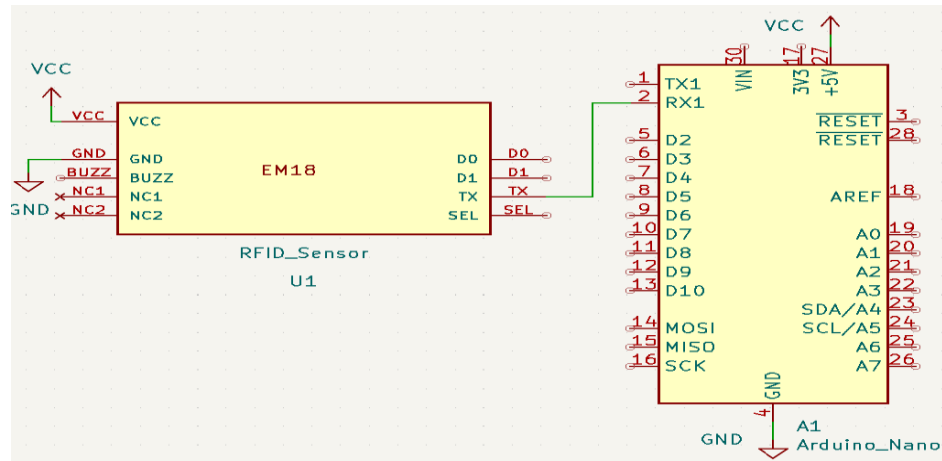 VCC
VCC
VCC
GND
BUZZ
NC1
NC2
GND
VCC
GND
BUZZ
NC1
NC2
EM18
D0
D1
TX
SEL
D0
D1
TX
SEL
RFID_Sensor
U1
VCC
30
17
27
VIN
3V3
+5V
1 TX1
2 RX1
5 D2
6 D3
7 D4
8 D5
9 D6
10 D7
11 D8
12 D9
13 D10
14 MOSI
15 MISO
16 SCK
RESET 3
RESET 28
AREF 18
A0 19
A1 20
A2 21
A3 22
SDA/A4 23
SCL/A5 24
A6 25
A7 26
GND
4
GND
A1
Arduino_Nano